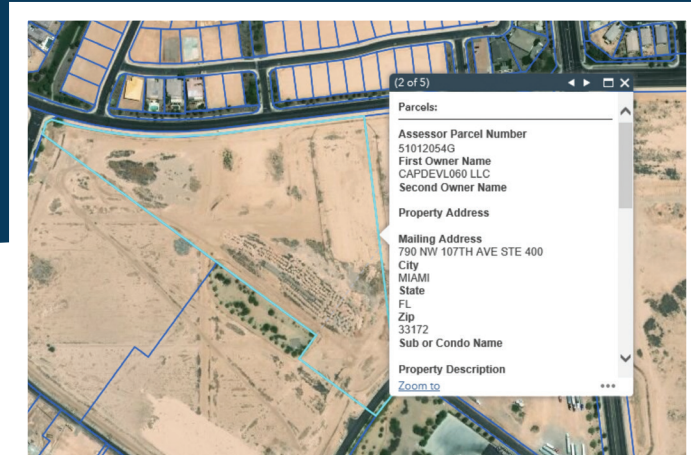 (2 of 5)
Parcels:
Assessor Parcel Number
51012054G
First Owner Name
CAPDEVL060 LLC
Second Owner Name
Property Address
Mailing Address
790 NW 107TH AVE STE 400
City
MIAMI
State
FL
Zip
33172
Sub or Condo Name
Property Description
Zoom to